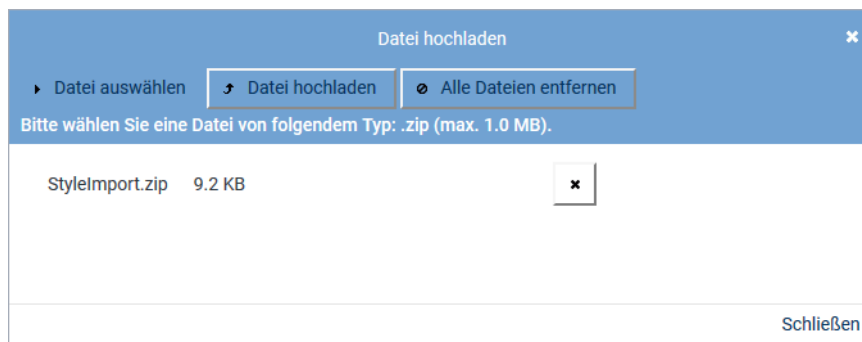 Datei hochladen
Datei auswählen Datei hochladen Alle Dateien entfernen
Bitte wählen Sie eine Datei von folgendem Typ: .zip (max. 1.0 MB).
StyleImport.zip 9.2 KB
Schließen